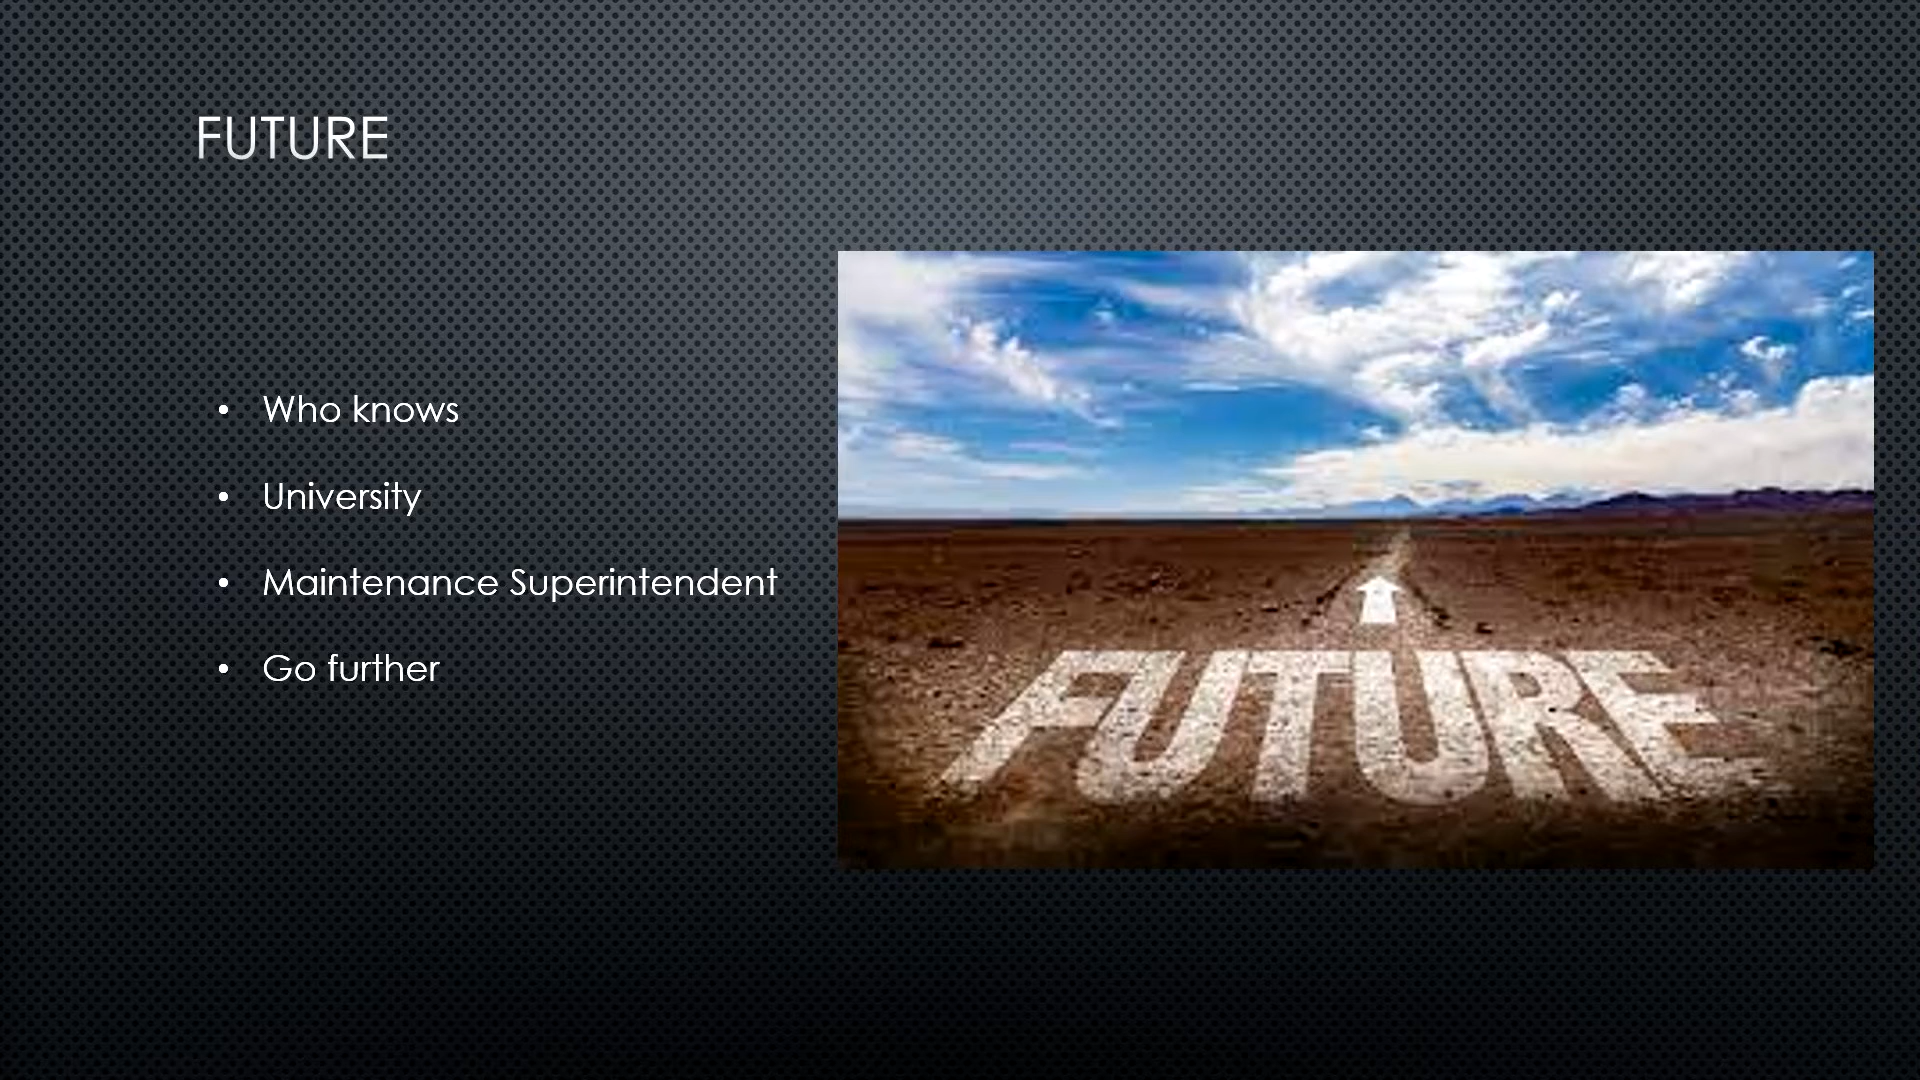 FUTURE
• Who knows
• University
• Maintenance Superintendent
• Go further
FUTURE